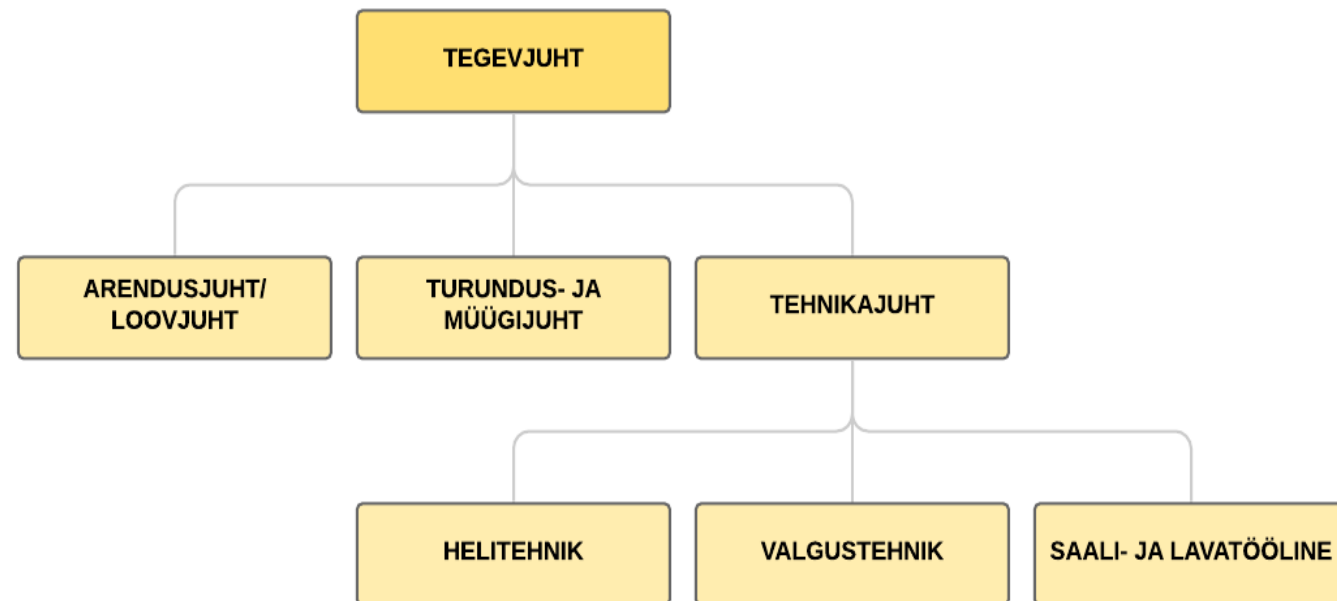 TEGEVJUHT
ARENDUSJUHT/
LOOVJUHT
TURUNDUS- JA
MÜÜGIJUHT
TEHNIKAJUHT
HELITEHNIK
VALGUSTEHNIK
SAALI- JA LAVATÖÖLINE